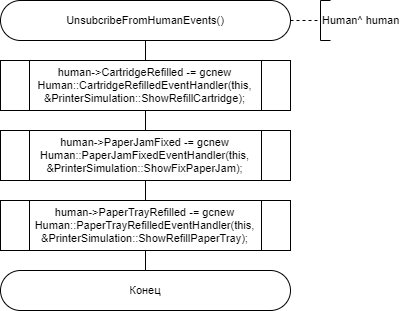 UnsubcribeFromHumanEvents()
Human^ human
human->CartridgeRefilled -= gcnew
Human::CartridgeRefilledEventHandler(this,
&PrinterSimulation::ShowRefillCartridge);
human->PaperJamFixed -= gcnew
Human::PaperJamFixedEventHandler(this,
&PrinterSimulation::ShowFixPaperJam);
human->PaperTrayRefilled -= gcnew
Human::PaperTrayRefilledEventHandler(this,
&PrinterSimulation::ShowRefillPaperTray);
Конец